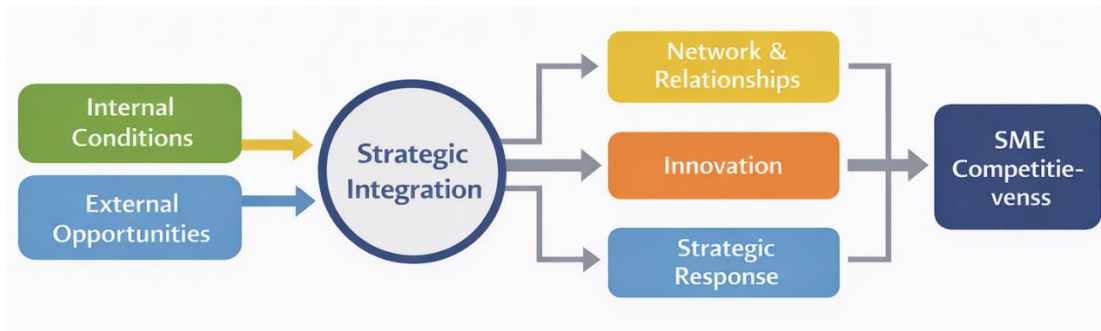 Internal
Conditions
External
Opportunities
Strategic
Integration
Network &
Relationships
Innovation
Strategic
Response
SME
Competitie-
venss